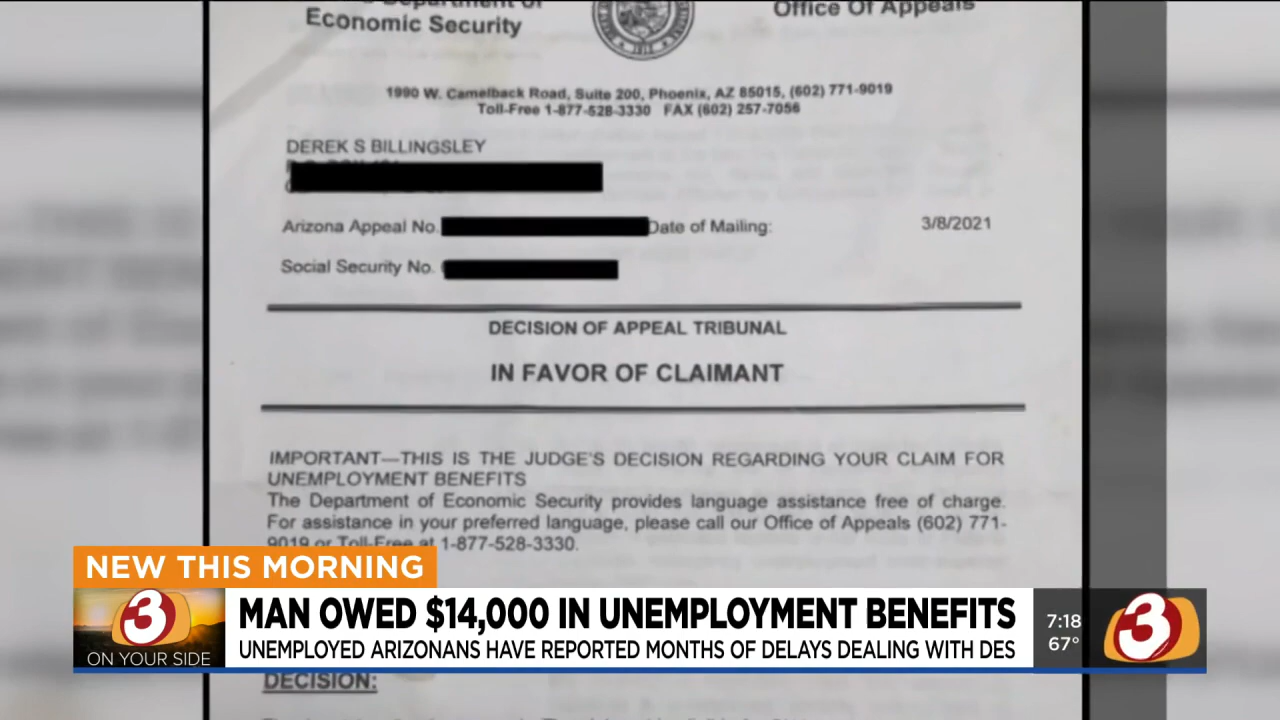 Department of
Economic Security
Office Of Appeals
1990 W. Camelback Road, Suite 200, Phoenix, AZ 85015, (602) 771-9019
Toll-Free 1-877-528-3330 FAX (602) 257-7056
DEREK S BILLINGSLEY
Arizona Appeal No. Date of Mailing: 3/8/2021
Social Security No.
DECISION OF APPEAL TRIBUNAL
IN FAVOR OF CLAIMANT
IMPORTANT—THIS IS THE JUDGE'S DECISION REGARDING YOUR CLAIM FOR
UNEMPLOYMENT BENEFITS
The Department of Economic Security provides language assistance free of charge.
For assistance in your preferred language, please call our Office of Appeals (602) 771-
9019 or Toll-Free at 1-877-528-3330.
NEW THIS MORNING
3
ON YOUR SIDE
MAN OWED $14,000 IN UNEMPLOYMENT BENEFITS
UNEMPLOYED ARIZONANS HAVE REPORTED MONTHS OF DELAYS DEALING WITH DES
7:18
67°
3
DECISION: